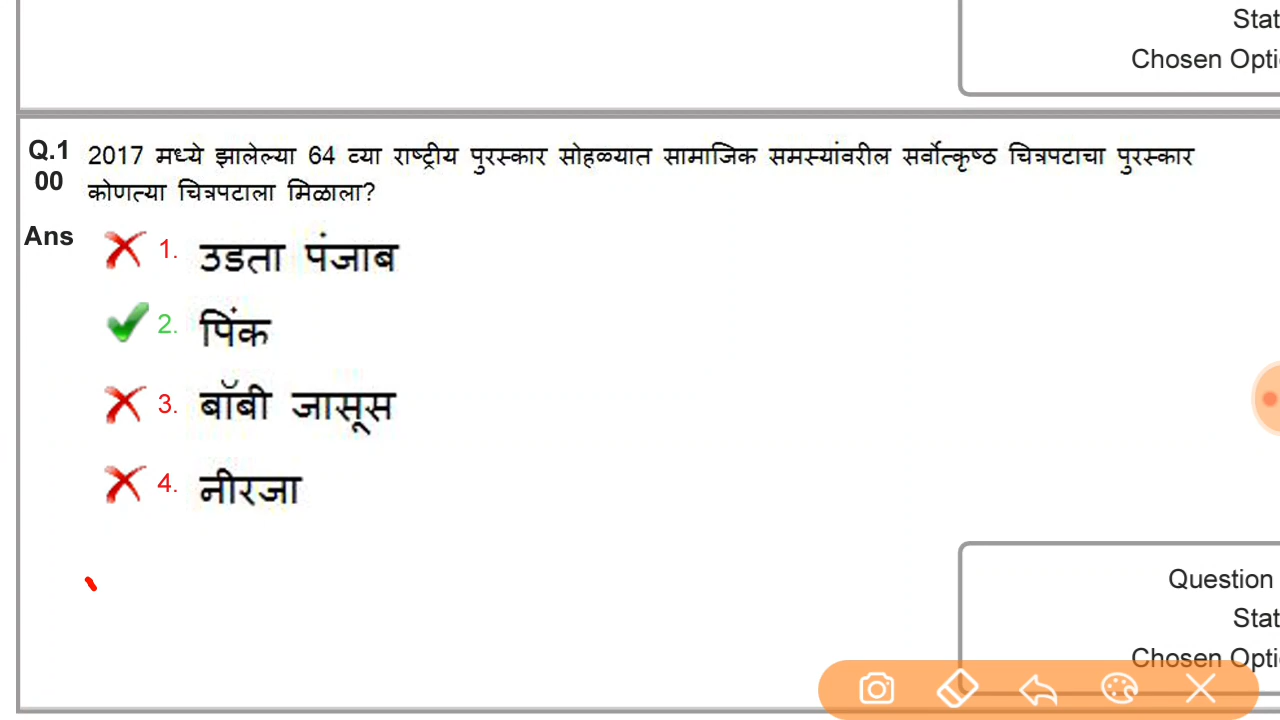 Stat
Chosen Opti
Q.1
00
2017 मध्ये झालेल्या 64 व्या राष्ट्रीय पुरस्कार सोहळ्यात सामाजिक समस्यांवरील सर्वोत्कृष्ठ चित्रपटाचा पुरस्कार
कोणत्या चित्रपटाला मिळाला?
Ans
1. उडता पंजाब
2. पिंक
3. बॉबी जासूस
4. नीरजा
Question
Stat
Chosen Opti